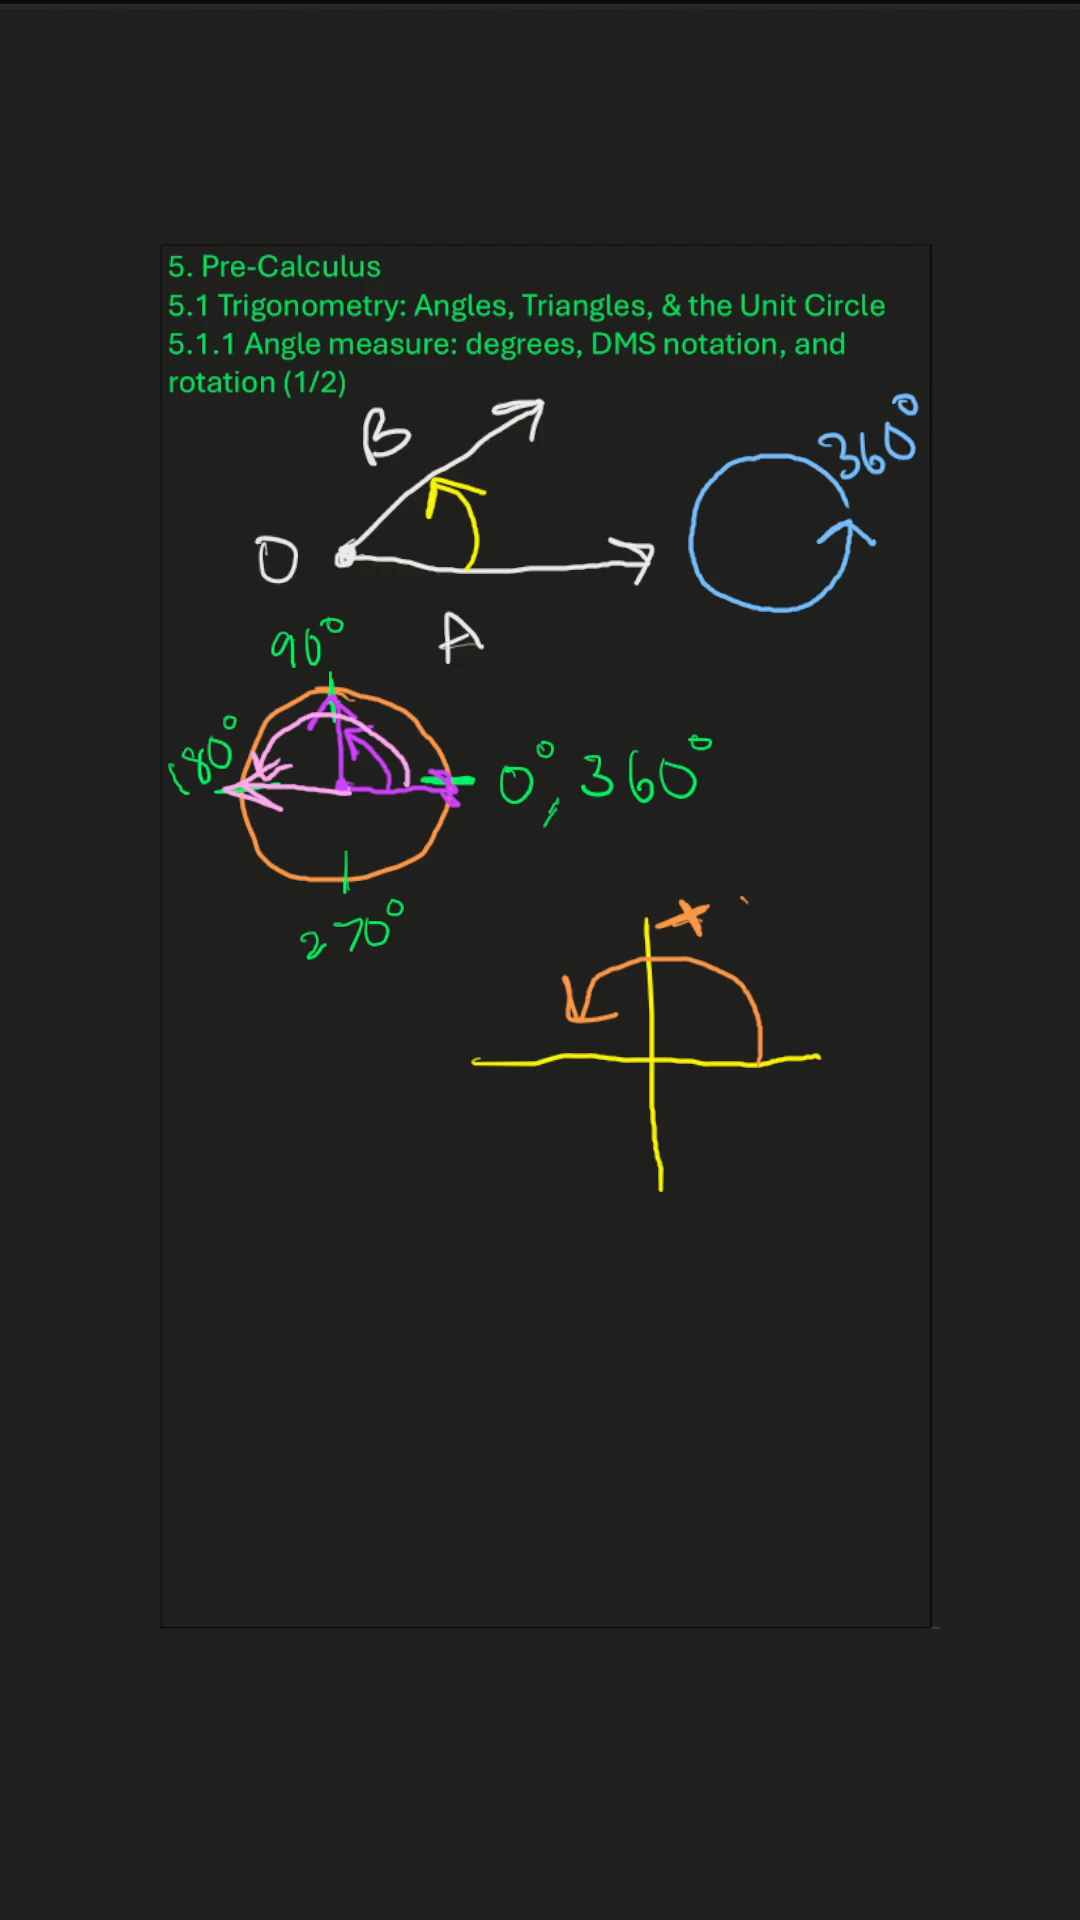 5. Pre-Calculus
5.1 Trigonometry: Angles, Triangles, & the Unit Circle
5.1.1 Angle measure: degrees, DMS notation, and
rotation (1/2)
B
360°
O
A
90°
180°
0°, 360°
270°